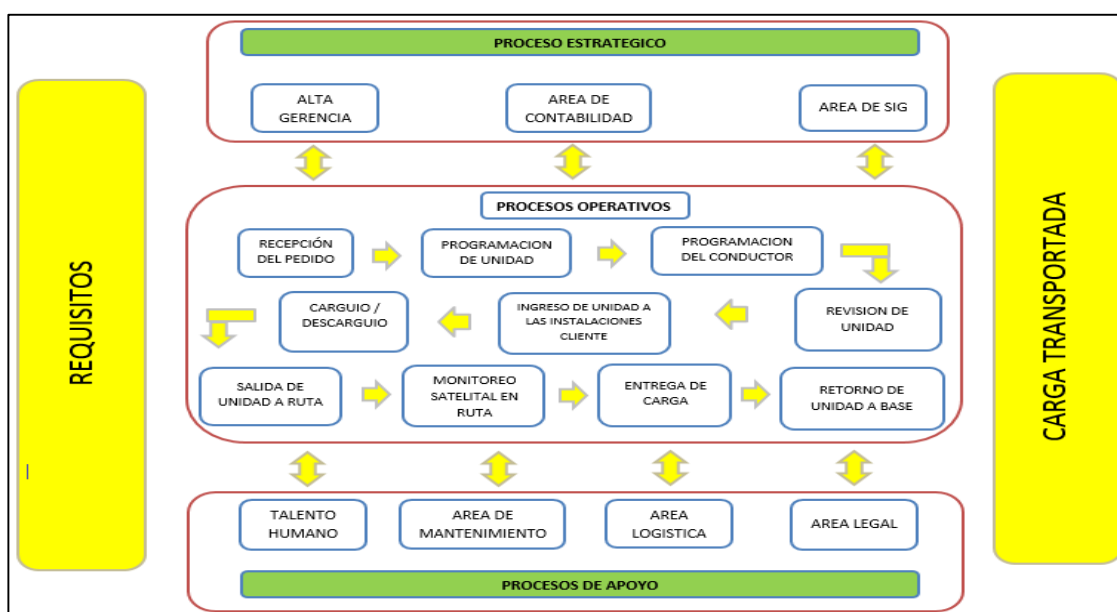 PROCESO ESTRATEGICO
ALTA
GERENCIA
AREA DE
CONTABILIDAD
AREA DE SIG
REQUISITOS
PROCESOS OPERATIVOS
RECEPCIÓN
DEL PEDIDO
PROGRAMACION
DE UNIDAD
PROGRAMACION
DEL CONDUCTOR
REVISION DE
UNIDAD
INGRESO DE UNIDAD A
LAS INSTALACIONES
CLIENTE
CARGUIO /
DESCARGUIO
SALIDA DE
UNIDAD A RUTA
MONITOREO
SATELITAL EN
RUTA
ENTREGA DE
CARGA
RETORNO DE
UNIDAD A BASE
CARGA TRANSPORTADA
TALENTO
HUMANO
AREA DE
MANTENIMIENTO
AREA
LOGISTICA
AREA LEGAL
PROCESOS DE APOYO